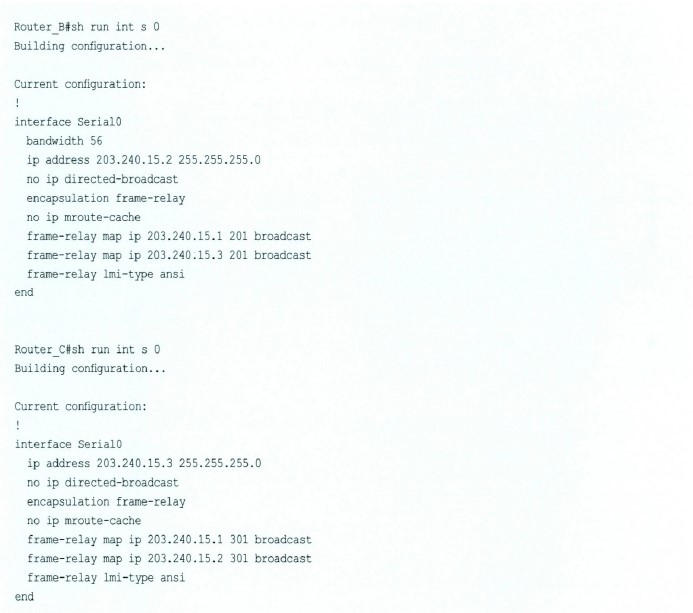 Router_B#sh run int s 0
Building configuration...
Current configuration:
!
interface Serial0
bandwidth 56
ip address 203.240.15.2 255.255.255.0
no ip directed-broadcast
encapsulation frame-relay
no ip mroute-cache
frame-relay map ip 203.240.15.1 201 broadcast
frame-relay map ip 203.240.15.3 201 broadcast
frame-relay lmi-type ansi
end
Router_C#sh run int s 0
Building configuration...
Current configuration:
!
interface Serial0
ip address 203.240.15.3 255.255.255.0
no ip directed-broadcast
encapsulation frame-relay
no ip mroute-cache
frame-relay map ip 203.240.15.1 301 broadcast
frame-relay map ip 203.240.15.2 301 broadcast
frame-relay lmi-type ansi
end